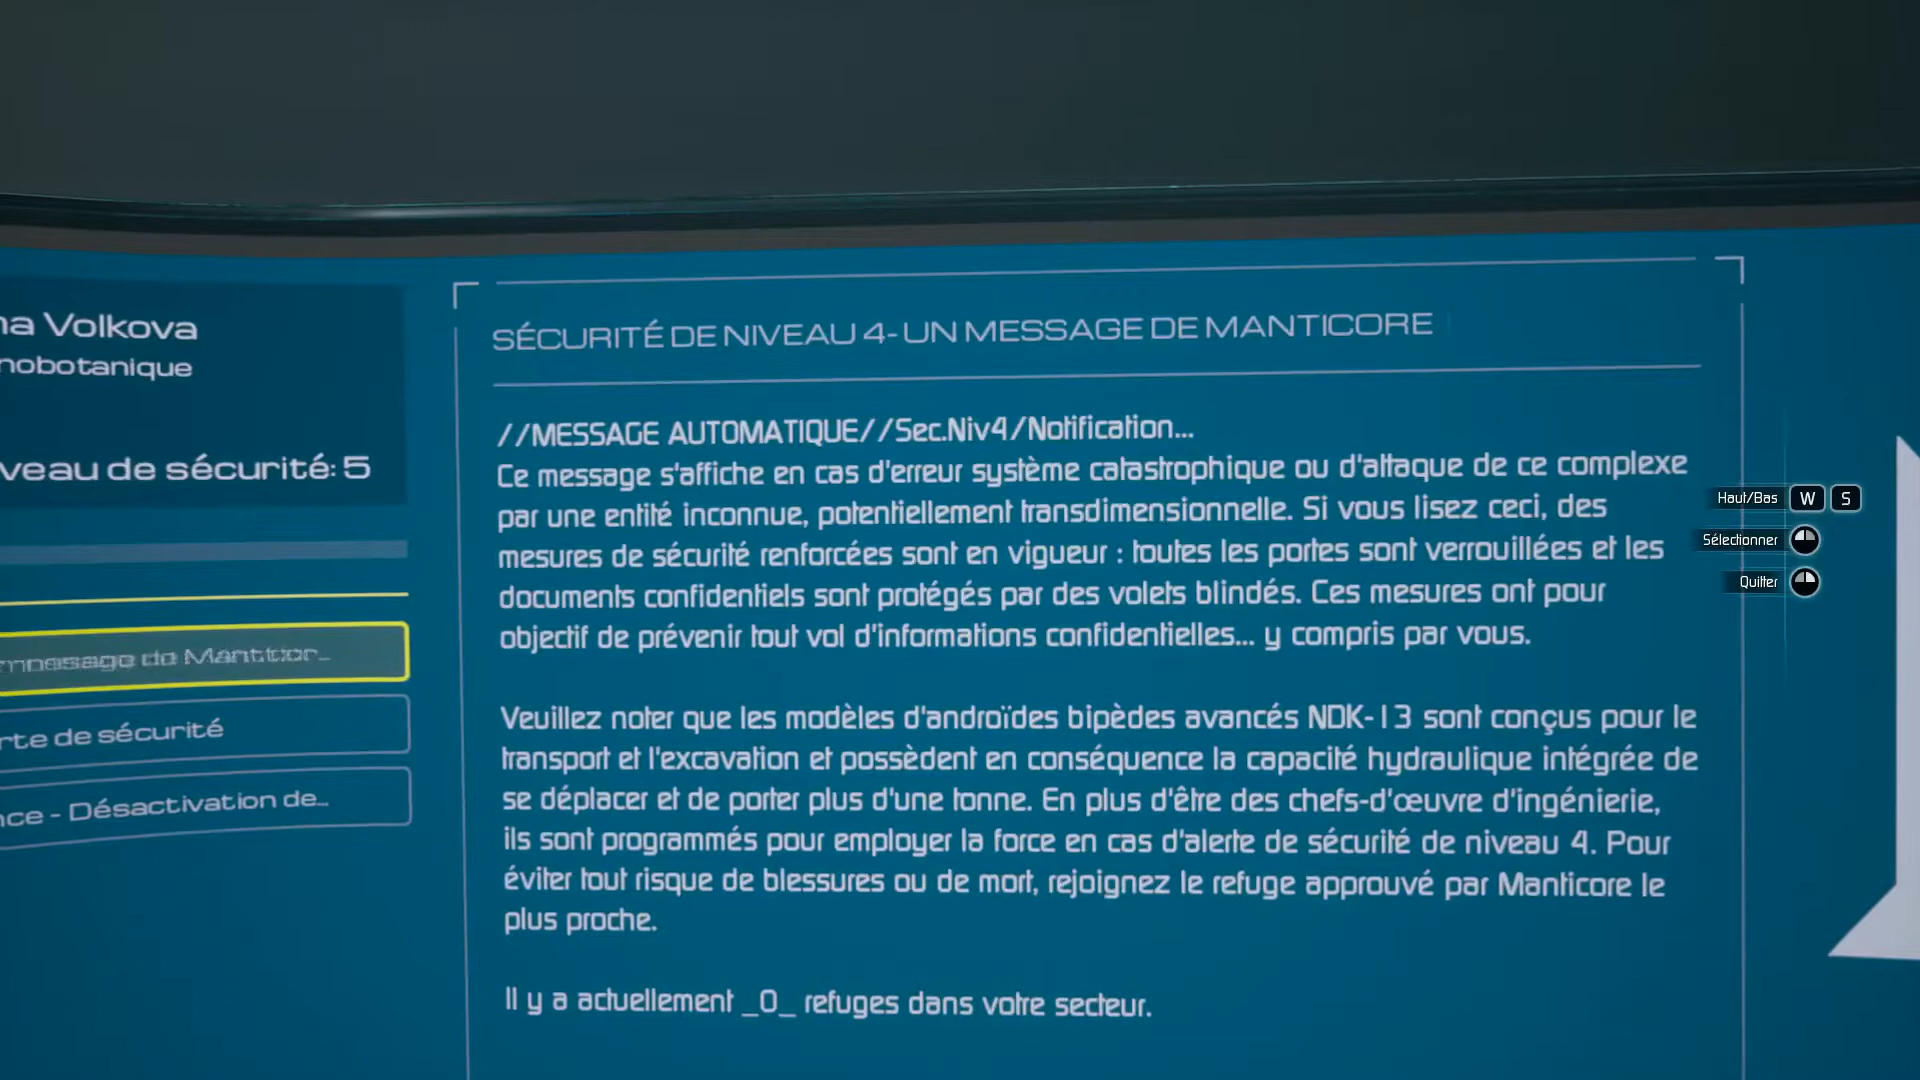 Volkova
nobotanique
veau de sécurité: 5
message de Manticor...
rte de sécurité
nce - Désactivation de...
SÉCURITÉ DE NIVEAU 4- UN MESSAGE DE MANTICORE
//MESSAGE AUTOMATIQUE//Sec.Niv4/Notification...
Ce message s'affiche en cas d'erreur système catastrophique ou d'attaque de ce complexe
par une entité inconnue, potentiellement transdimensionnelle. Si vous lisez ceci, des
mesures de sécurité renforcées sont en vigueur : toutes les portes sont verrouillées et les
documents confidentiels sont protégés par des volets blindés. Ces mesures ont pour
objectif de prévenir tout vol d'informations confidentielles... y compris par vous.
Veuillez noter que les modèles d'androïdes bipèdes avancés NDK-13 sont conçus pour le
transport et l'excavation et possèdent en conséquence la capacité hydraulique intégrée de
se déplacer et de porter plus d'une tonne. En plus d'être des chefs-d'œuvre d'ingénierie,
ils sont programmés pour employer la force en cas d'alerte de sécurité de niveau 4. Pour
éviter tout risque de blessures ou de mort, rejoignez le refuge approuvé par Manticore le
plus proche.
Il y a actuellement _0_ refuges dans votre secteur.
Haut/Bas W S
Sélectionner
Quitter